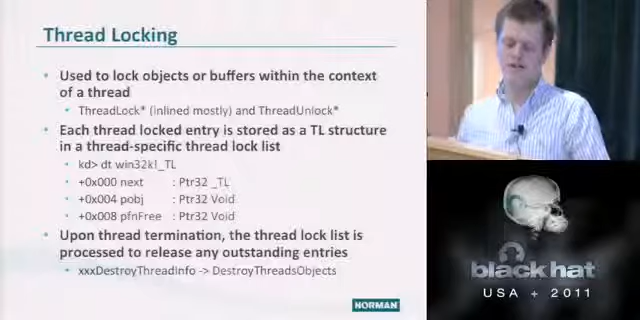 Thread Locking
• Used to lock objects or buffers within the context
of a thread
• ThreadLock* (inlined mostly) and ThreadUnlock*
• Each thread locked entry is stored as a TL structure
in a thread-specific thread lock list
• kd> dt win32k!_TL
• +0x000 next : Ptr32 _TL
• +0x004 pobj : Ptr32 Void
• +0x008 pfnFree : Ptr32 Void
• Upon thread termination, the thread lock list is
processed to release any outstanding entries
• xxxDestroyThreadInfo -> DestroyThreadsObjects
NORMAN
black hat
USA + 2011